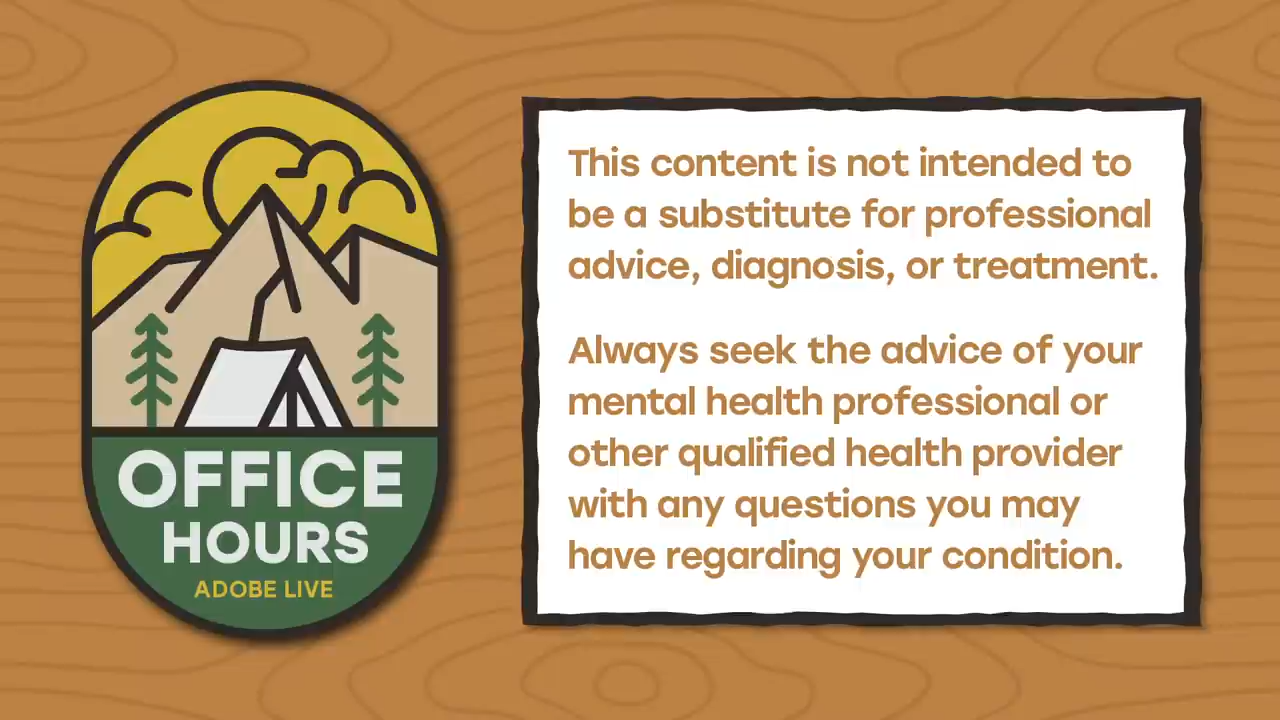 OFFICE
HOURS
ADOBE LIVE
This content is not intended to
be a substitute for professional
advice, diagnosis, or treatment.
Always seek the advice of your
mental health professional or
other qualified health provider
with any questions you may
have regarding your condition.